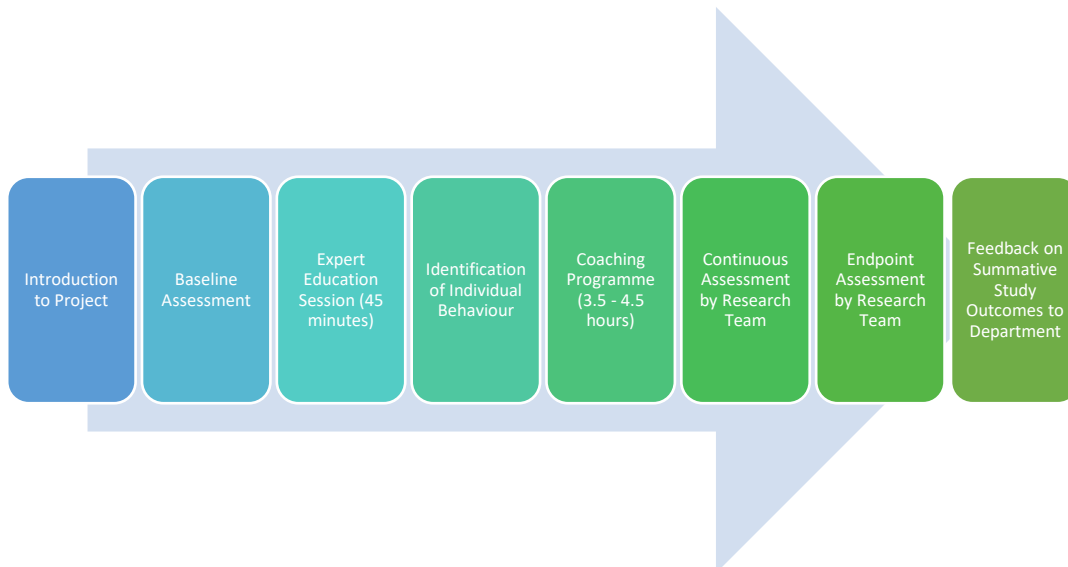 Introduction
to Project
Baseline
Assessment
Expert
Education
Session (45
minutes)
Identification
of Individual
Behaviour
Coaching
Programme
(3.5 - 4.5
hours)
Continuous
Assessment
by Research
Team
Endpoint
Assessment
by Research
Team
Feedback on
Summative
Study
Outcomes to
Department